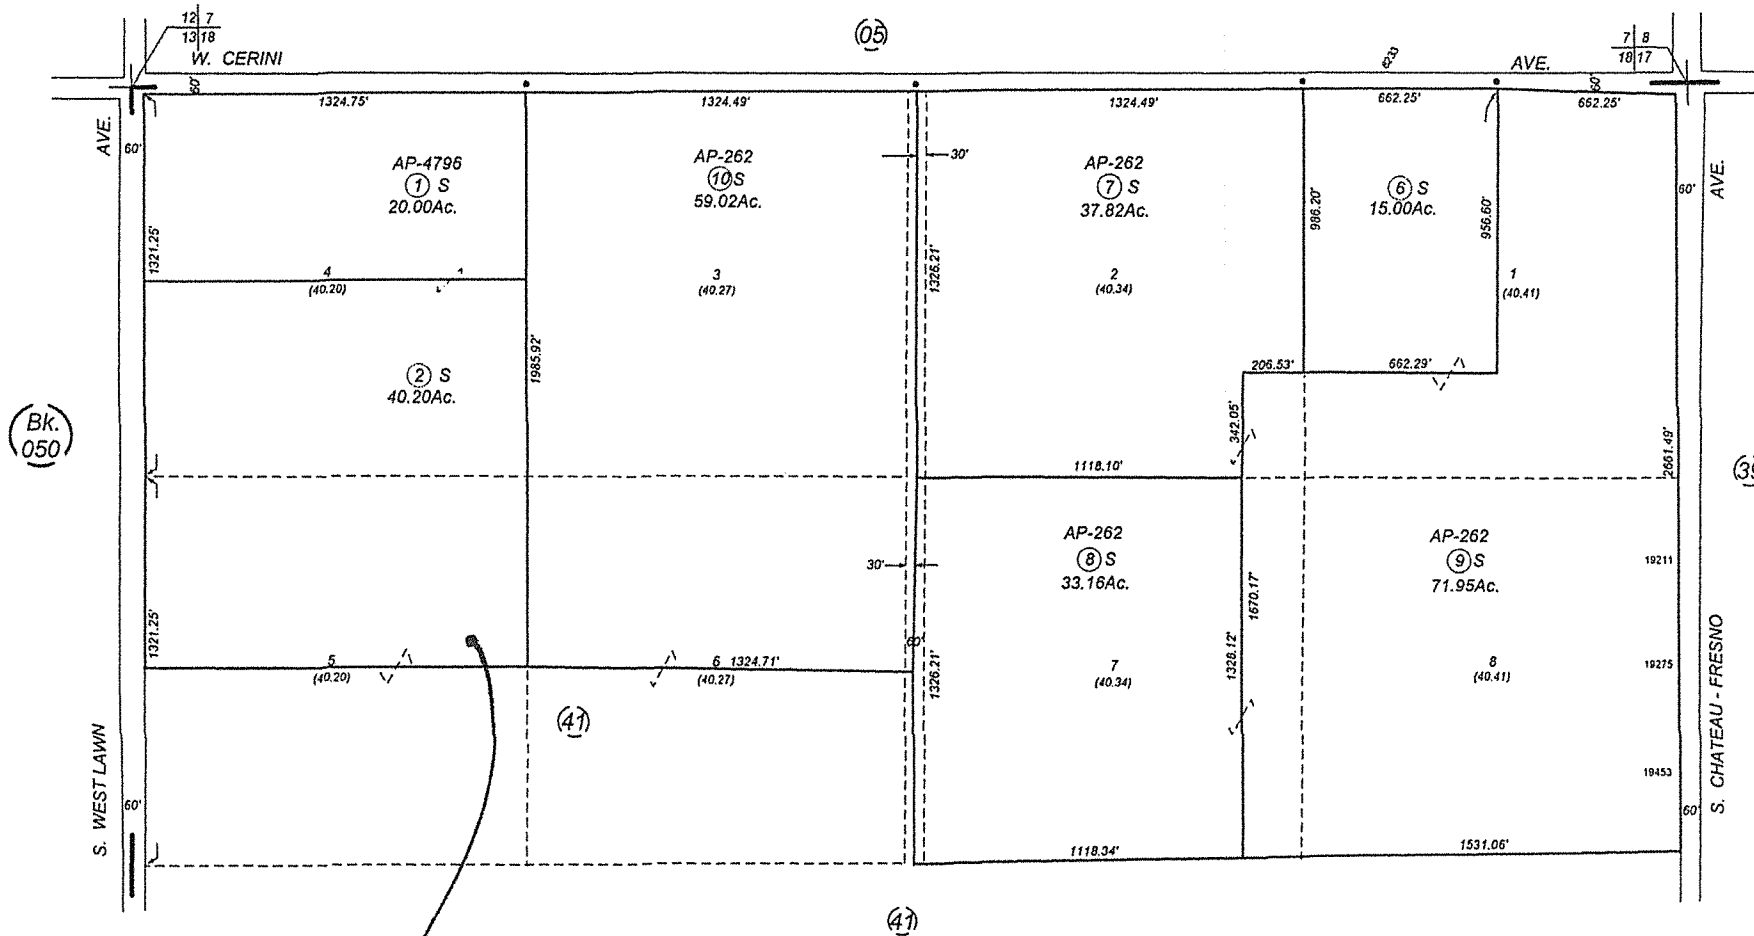 12 7
13 18
W. CERINI
60'
(05)
4233
AVE.
60'
7 8
18 17
1324.75'
1324.49'
1324.49'
662.25'
662.25'
AVE.
60'
AP-4796
1 S
20.00Ac.
AP-262
10 S
59.02Ac.
30'
AP-262
7 S
37.82Ac.
6 S
15.00Ac.
60'
AVE.
1321.25'
986.20'
956.60'
1326.21'
4
(40.20)
3
(40.27)
2
(40.34)
1
(40.41)
1985.92'
2 S
40.20Ac.
206.53'
662.29'
Bk.
050
342.05'
2661.49'
(39
1118.10'
AP-262
8 S
33.16Ac.
AP-262
9 S
71.95Ac.
30'
19211
1670.17'
1321.25'
60'
1326.21'
1328.12'
5
(40.20)
6 1324.71'
(40.27)
7
(40.34)
8
(40.41)
19275
(41)
S. WESTLAWN
60'
19453
60'
S. CHATEAU - FRESNO
1118.34'
1531.06'
(41)